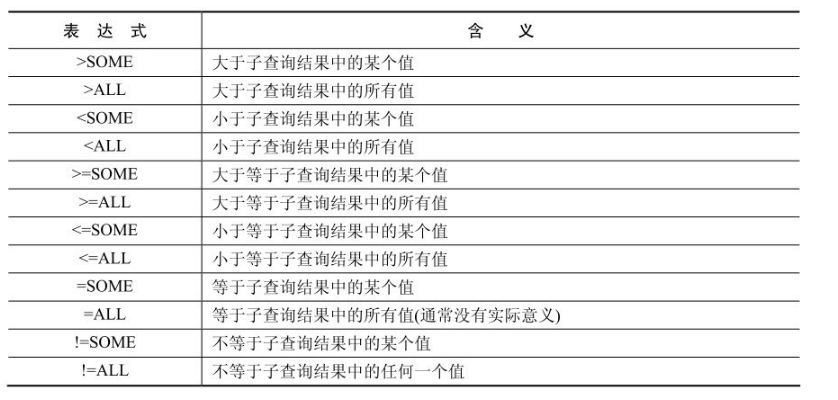 表 达 式 含 义
>SOME 大于子查询结果中的某个值
>ALL 大于子查询结果中的所有值
<SOME 小于子查询结果中的某个值
<ALL 小于子查询结果中的所有值
>=SOME 大于等于子查询结果中的某个值
>=ALL 大于等于子查询结果中的所有值
<=SOME 小于等于子查询结果中的某个值
<=ALL 小于等于子查询结果中的所有值
=SOME 等于子查询结果中的某个值
=ALL 等于子查询结果中的所有值(通常没有实际意义)
!=SOME 不等于子查询结果中的某个值
!=ALL 不等于子查询结果中的任何一个值